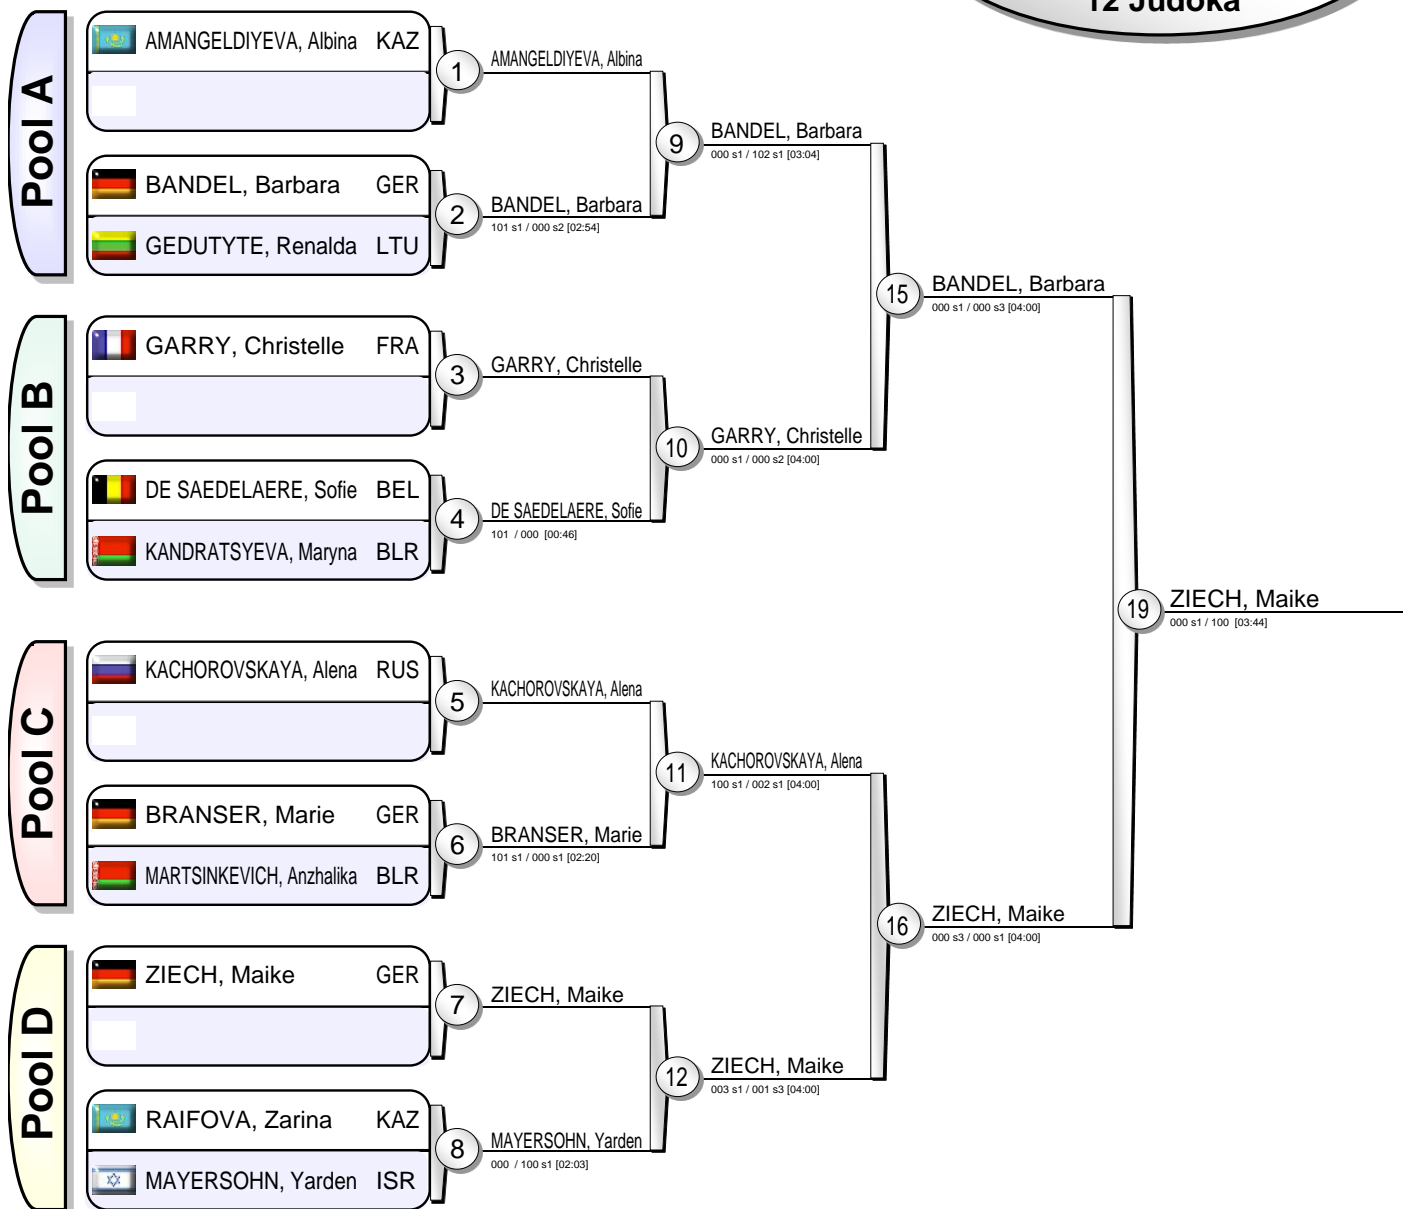 12 Judoka
Pool A
AMANGELDIYEVA, Albina KAZ
1
AMANGELDIYEVA, Albina
BANDEL, Barbara GER
GEDUTYTE, Renalda LTU
2
BANDEL, Barbara
101 s1 / 000 s2 [02:54]
9
BANDEL, Barbara
000 s1 / 102 s1 [03:04]
Pool B
GARRY, Christelle FRA
3
GARRY, Christelle
DE SAEDELAERE, Sofie BEL
KANDRATSYEVA, Maryna BLR
4
DE SAEDELAERE, Sofie
101 / 000 [00:46]
10
GARRY, Christelle
000 s1 / 000 s2 [04:00]
15
BANDEL, Barbara
000 s1 / 000 s3 [04:00]
Pool C
KACHOROVSKAYA, Alena RUS
5
KACHOROVSKAYA, Alena
BRANSER, Marie GER
MARTSINKEVICH, Anzhalika BLR
6
BRANSER, Marie
101 s1 / 000 s1 [02:20]
11
KACHOROVSKAYA, Alena
100 s1 / 002 s1 [04:00]
Pool D
ZIECH, Maike GER
7
ZIECH, Maike
RAIFOVA, Zarina KAZ
MAYERSOHN, Yarden ISR
8
MAYERSOHN, Yarden
000 / 100 s1 [02:03]
12
ZIECH, Maike
003 s1 / 001 s3 [04:00]
16
ZIECH, Maike
000 s3 / 000 s1 [04:00]
19
ZIECH, Maike
000 s1 / 100 [03:44]